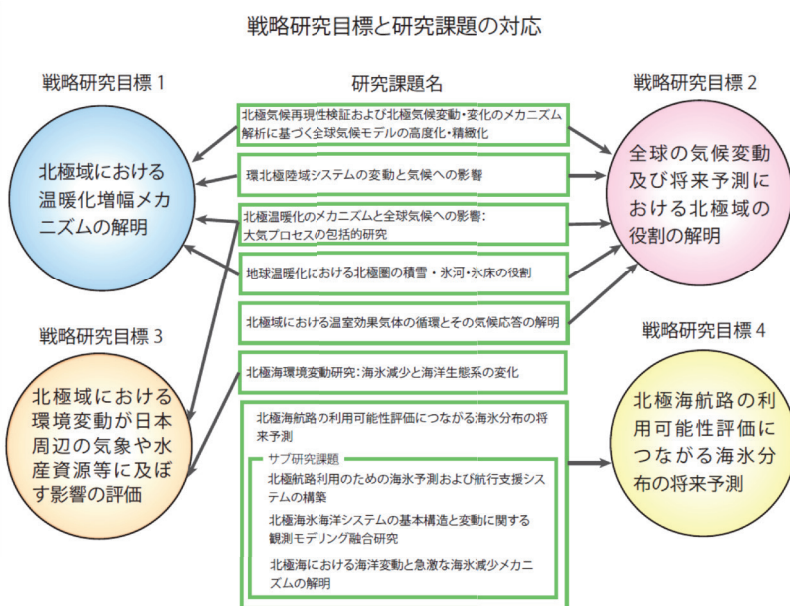 戦略研究目標と研究課題の対応
戦略研究目標 1
北極域における
温暖化増幅メカ
ニズムの解明
戦略研究目標 3
北極域における
環境変動が日本
周辺の気象や水
産資源等に及ぼ
す影響の評価
研究課題名
北極気候再現性検証および北極気候変動・変化のメカニズム
解析に基づく全球気候モデルの高度化・精緻化
環北極陸域システムの変動と気候への影響
北極温暖化のメカニズムと全球気候への影響：
大気プロセスの包括的研究
地球温暖化における北極圏の積雪・氷河・氷床の役割
北極域における温室効果気体の循環とその気候応答の解明
北極海環境変動研究：海氷減少と海洋生態系の変化
北極海航路の利用可能性評価につながる海氷分布の将
来予測
サブ研究課題
北極航路利用のための海氷予測および航行支援シス
テムの構築
北極海氷海洋システムの基本構造と変動に関する
観測モデリング融合研究
北極海における海洋変動と急激な海氷減少メカニ
ズムの解明
戦略研究目標 2
全球の気候変動
及び将来予測に
おける北極域の
役割の解明
戦略研究目標 4
北極海航路の利
用可能性評価に
つながる海氷分
布の将来予測